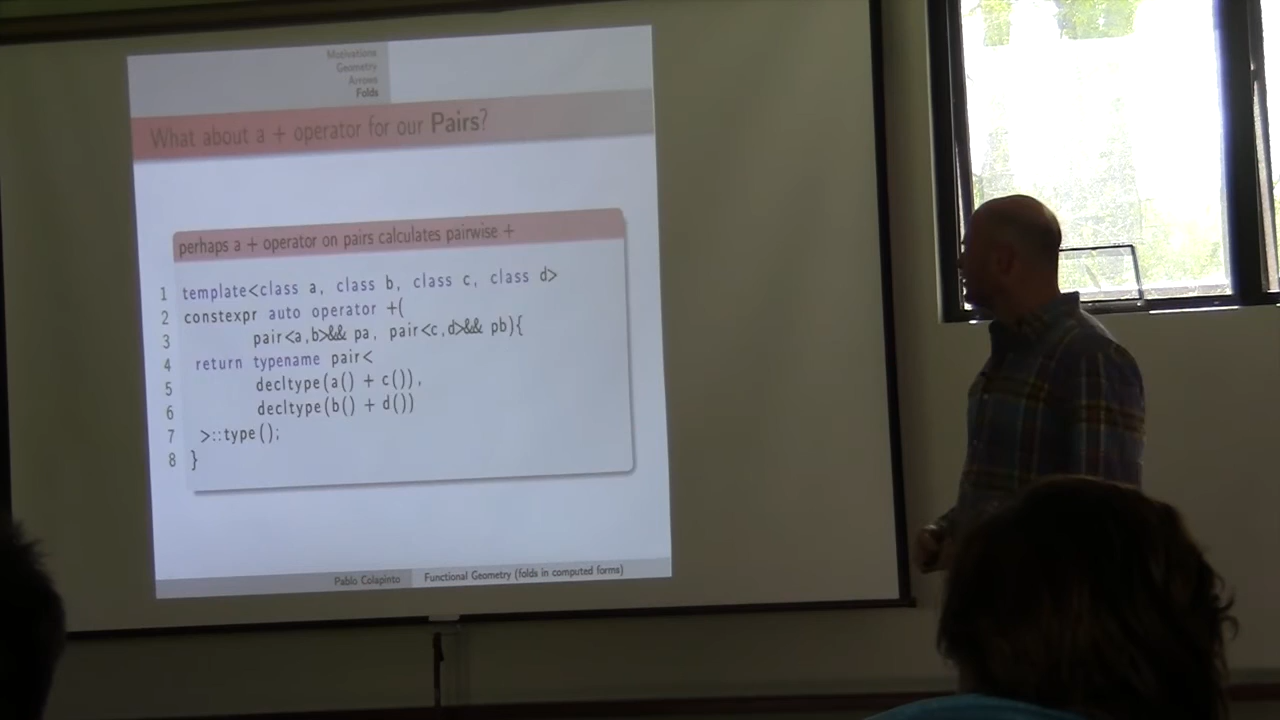 Motivations
Geometry
Arrows
Folds
What about a + operator for our Pairs?
perhaps a + operator on pairs calculates pairwise +
1 template<class a, class b, class c, class d>
2 constexpr auto operator +(
3 pair<a,b>&& pa, pair<c,d>&& pb){
4 return typename pair<
5 decltype(a() + c()),
6 decltype(b() + d())
7 >::type();
8 }
Pablo Colapinto Functional Geometry (folds in computed forms)